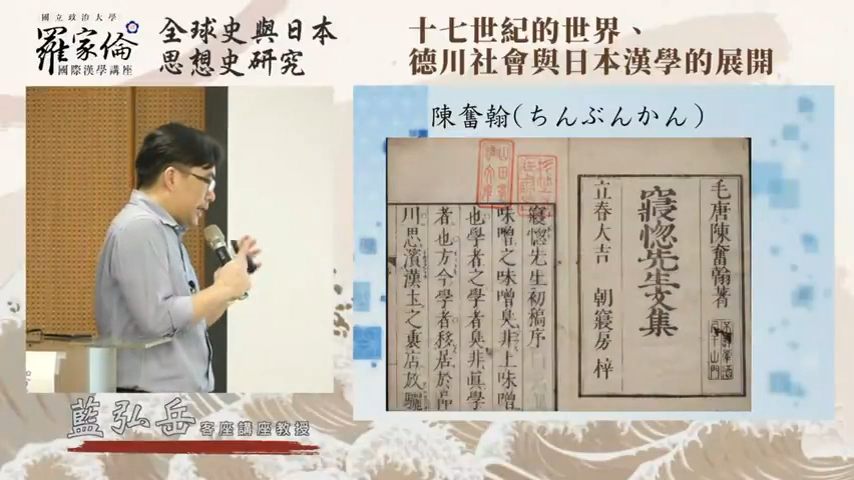 國立政治大學
羅家倫
國際漢學講座
全球史與日本
思想史研究
十七世紀的世界、
德川社會與日本漢學的展開
陳奮翰(ちんぶんかん)
毛唐陳奮翰著
寢惚先生文集
立春大吉 朝寢房 梓
寢惚先生初稿序
味噌之味噌臭非上味噌
也學者之學者臭非眞學
者也方今學者移居於
川思濱漢土之裏店放
藍弘岳 客座講座教授